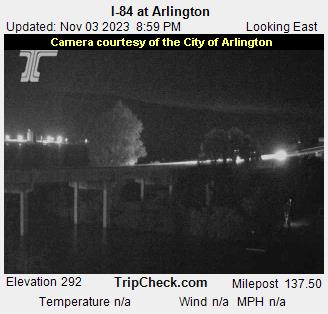 I-84 at Arlington
Updated: Nov 03 2023 8:59 PM Looking East
Camera courtesy of the City of Arlington
Elevation 292 TripCheck.com Milepost 137.50
Temperature n/a Wind n/a MPH n/a